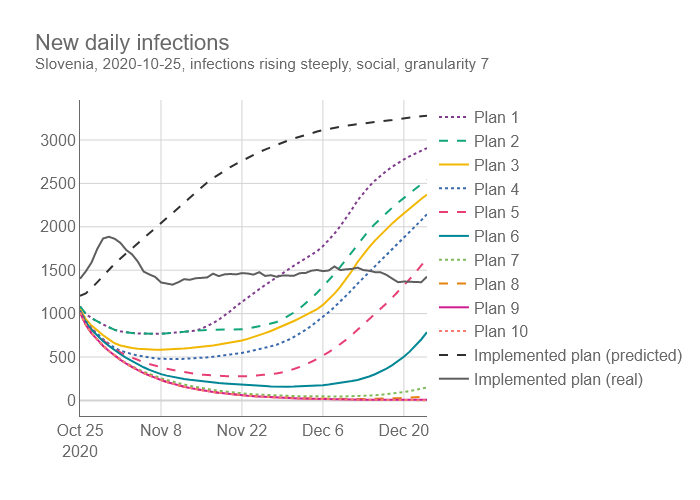 New daily infections
Slovenia, 2020-10-25, infections rising steeply, social, granularity 7
3000
2500
2000
1500
1000
500
0
Oct 25
2020
Nov 8
Nov 22
Dec 6
Dec 20
Plan 1
Plan 2
Plan 3
Plan 4
Plan 5
Plan 6
Plan 7
Plan 8
Plan 9
Plan 10
Implemented plan (predicted)
Implemented plan (real)